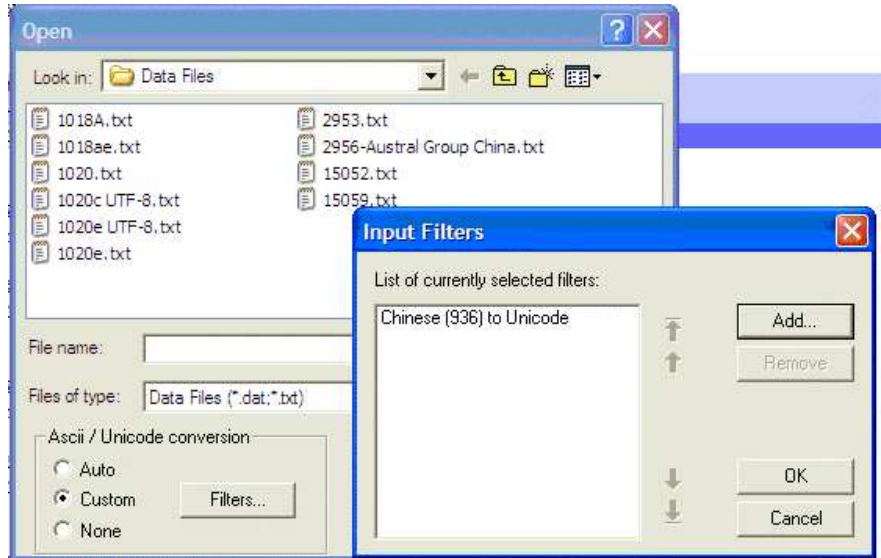 Open
Look in: Data Files
1018A.txt
1018ae.txt
1020.txt
1020c UTF-8.txt
1020e UTF-8.txt
1020e.txt
2953.txt
2956-Austral Group China.txt
15052.txt
15059.txt
File name:
Files of type: Data Files (*.dat;*.txt)
Ascii / Unicode conversion
Auto
Custom Filters...
None
Input Filters
List of currently selected filters:
Chinese (936) to Unicode
Add...
Remove
OK
Cancel